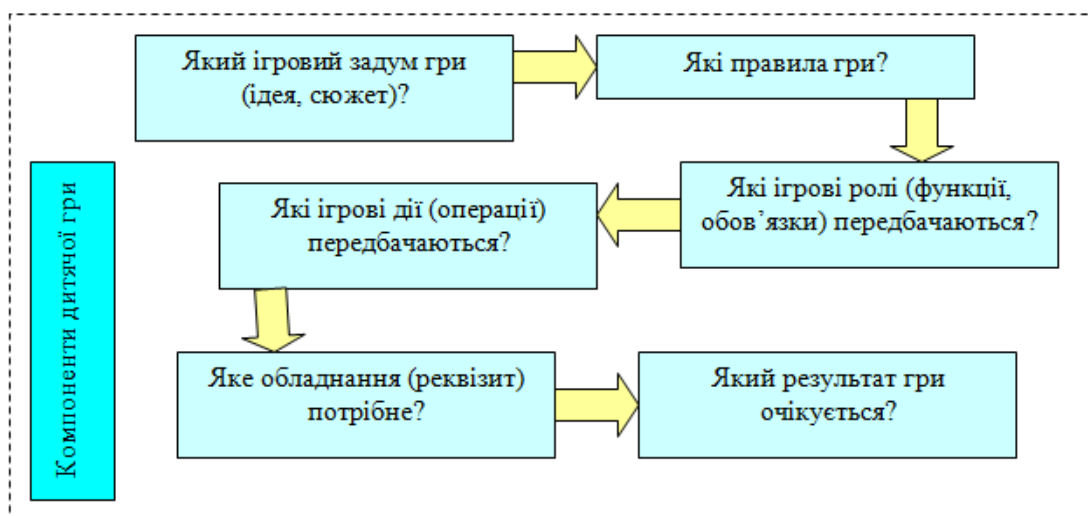 Який ігровий задум гри
(ідея, сюжет)?
Які правила гри?
Які ігрові ролі (функції,
обов’язки) передбачаються?
Які ігрові дії (операції)
передбачаються?
Яке обладнання (реквізит)
потрібне?
Який результат гри
очікується?
Компоненти дитячої гри